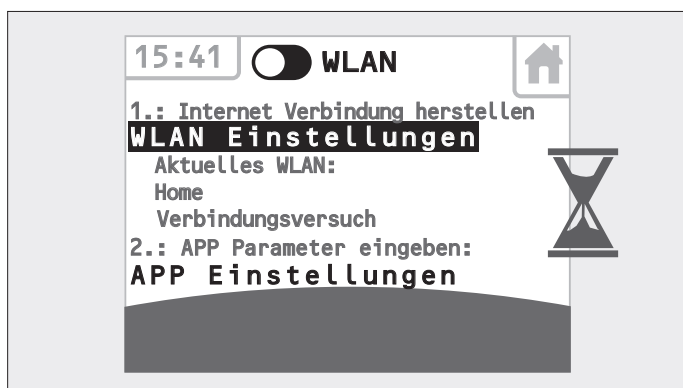 15:41 WLAN
1.: Internet Verbindung herstellen
WLAN Einstellungen
Aktuelles WLAN:
Home
Verbindungsversuch
2.: APP Parameter eingeben:
APP Einstellungen